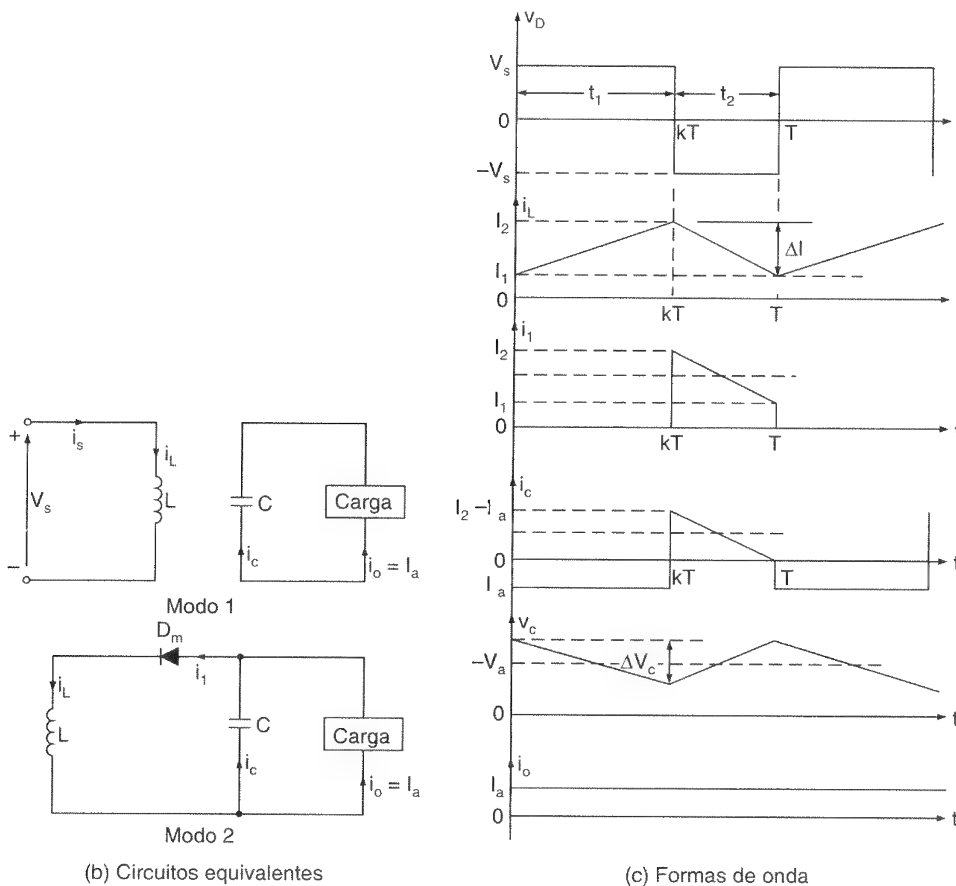 +
i_s
i_L
V_s
L
C
Carga
–
i_c
i_o = I_a
Modo 1
D_m
i_1
i_L
L
C
Carga
i_c
i_o = I_a
Modo 2
(b) Circuitos equivalentes
v_D
V_s
t_1
t_2
0
kT
T
–V_s
i_L
I_2
ΔI
I_1
0
kT
T
i_1
I_2
I_1
0
kT
T
t
i_c
I_2 – I_a
0
kT
T
t
I_a
v_c
–V_a
ΔV_c
0
t
i_o
I_a
0
t
(c) Formas de onda